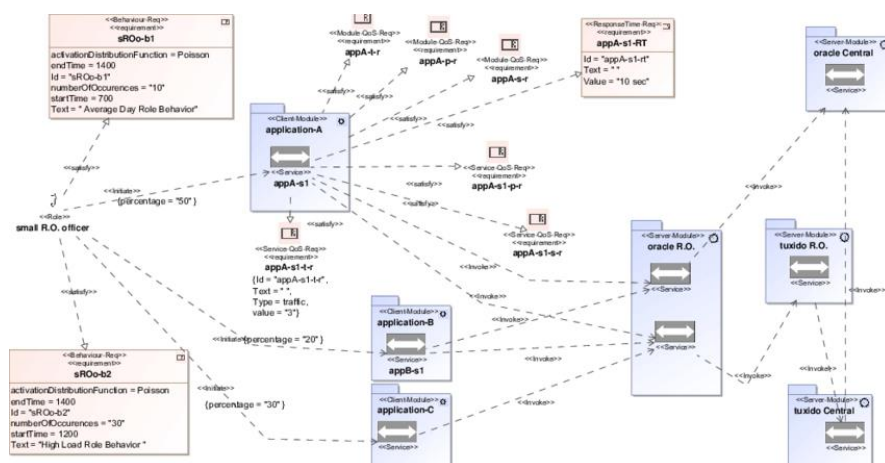 <<Behaviour-Req>>
<<requirement>>
sROo-b1
activationDistributionFunction = Poisson
endTime = 1400
Id = "sROo-b1"
numberOfOccurences = "10"
startTime = 700
Text = " Average Day Role Behavior"
<<Module-QoS-Req>>
<<requirement>>
appA-t-r
<<Module-QoS-Req>>
<<requirement>>
appA-p-r
<<Module-QoS-Req>>
<<requirement>>
appA-s-r
<<ResponseTime-Req>>
<<requirement>>
appA-s1-RT
Id = "appA-s1-rt"
Text = " "
Value = "10 sec"
<<Server-Module>>
oracle Central
<<Service>>
<<satisfy>>
<<satisfy>>
<<satisfy>>
<<satisfy>>
<<Client-Module>>
application-A
<<Service>>
appA-s1
<<satisfy>>
<<Initiate>>
{percentage = "50" }
<<Role>>
small R.O. officer
<<satisfy>>
<<satisfy>>
<<Service-QoS-Req>>
<<requirement>>
appA-s1-p-r
<<satisfy>>
<<Service-QoS-Req>>
<<requirement>>
appA-s1-s-r
<<satisfy>>
<<Service-QoS-Req>>
<<requirement>>
appA-s1-t-r
{Id = "appA-s1-t-r",
Text = " ",
Type = traffic,
value = "3"}
<<Server-Module>>
oracle R.O.
<<Service>>
<<Service>>
<<Server-Module>>
tuxido R.O.
<<Service>>
<<Invoke>>
<<Invoke>>
<<Invoke>>
<<Invoke>>
<<satisfy>>
<<Client-Module>>
application-B
<<Service>>
appB-s1
<<Initiate>>
{percentage = "20" }
<<Invoke>>
<<Invoke>>
<<Invoke>>
<<Invoke>>
<<Behaviour-Req>>
<<requirement>>
sROo-b2
activationDistributionFunction = Poisson
endTime = 1400
Id = "sROo-b2"
numberOfOccurences = "30"
startTime = 1200
Text = "High Load Role Behavior "
<<Initiate>>
{percentage = "30" }
<<Client-Module>>
application-C
<<Service>>
<<Invoke>>
<<Server-Module>>
tuxido Central
<<Service>>